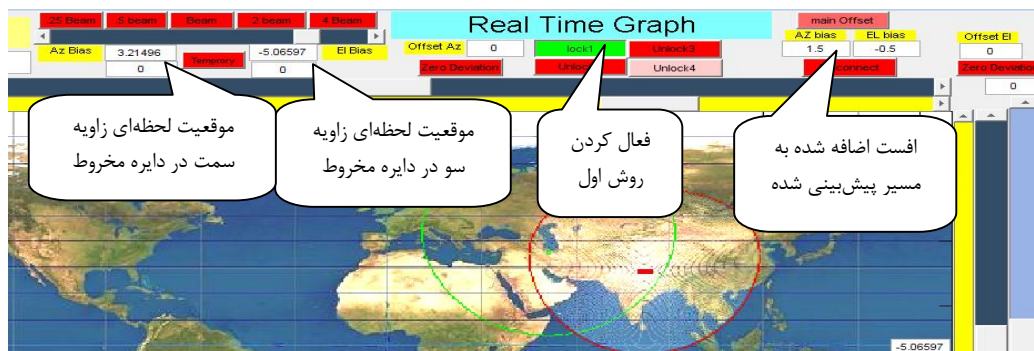 .25 Beam .5 beam Beam 2 beam 4 Beam
Real Time Graph
main Offset
Az Bias 3.21496 -5.06597 El Bias
0 Temprory 0
Offset Az 0 lock1 Unlock3
Zero Deviation Unlock4
AZ bias EL bias
1.5 -0.5
Offset El
0
Zero Deviation
0
موقعیت لحظه‌ای زاویه
سمت در دایره مخروط
موقعیت لحظه‌ای زاویه
سو در دایره مخروط
فعال کردن
روش اول
افست اضافه شده به
مسیر پیش‌بینی شده
-5.06597